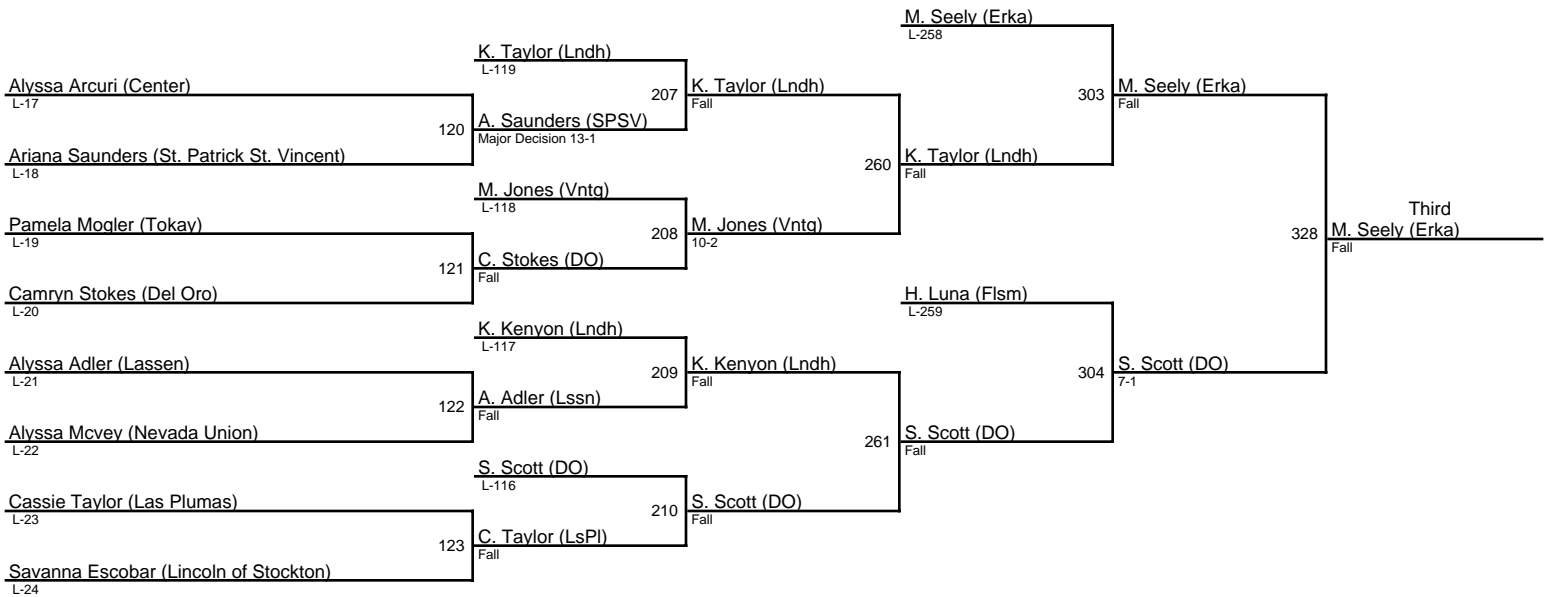 M. Seely (Erka)
L-258
K. Taylor (Lndh)
L-119
Alyssa Arcuri (Center)
L-17
207
K. Taylor (Lndh)
Fall
303
M. Seely (Erka)
Fall
120
A. Saunders (SPSV)
Major Decision 13-1
Ariana Saunders (St. Patrick St. Vincent)
L-18
260
K. Taylor (Lndh)
Fall
M. Jones (Vntg)
L-118
Pamela Mogler (Tokay)
L-19
208
M. Jones (Vntg)
10-2
Third
328
M. Seely (Erka)
Fall
121
C. Stokes (DO)
Fall
Camryn Stokes (Del Oro)
L-20
H. Luna (Flsm)
L-259
K. Kenyon (Lndh)
L-117
Alyssa Adler (Lassen)
L-21
209
K. Kenyon (Lndh)
Fall
304
S. Scott (DO)
7-1
122
A. Adler (Lssn)
Fall
Alyssa Mcvey (Nevada Union)
L-22
261
S. Scott (DO)
Fall
S. Scott (DO)
L-116
Cassie Taylor (Las Plumas)
L-23
210
S. Scott (DO)
Fall
123
C. Taylor (LsPl)
Fall
Savanna Escobar (Lincoln of Stockton)
L-24